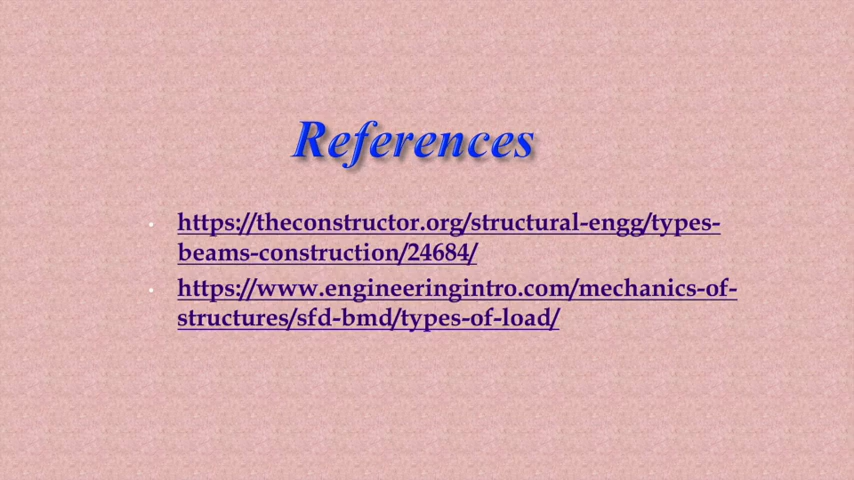 References
• https://theconstructor.org/structural-engg/types-
beams-construction/24684/
• https://www.engineeringintro.com/mechanics-of-
structures/sfd-bmd/types-of-load/